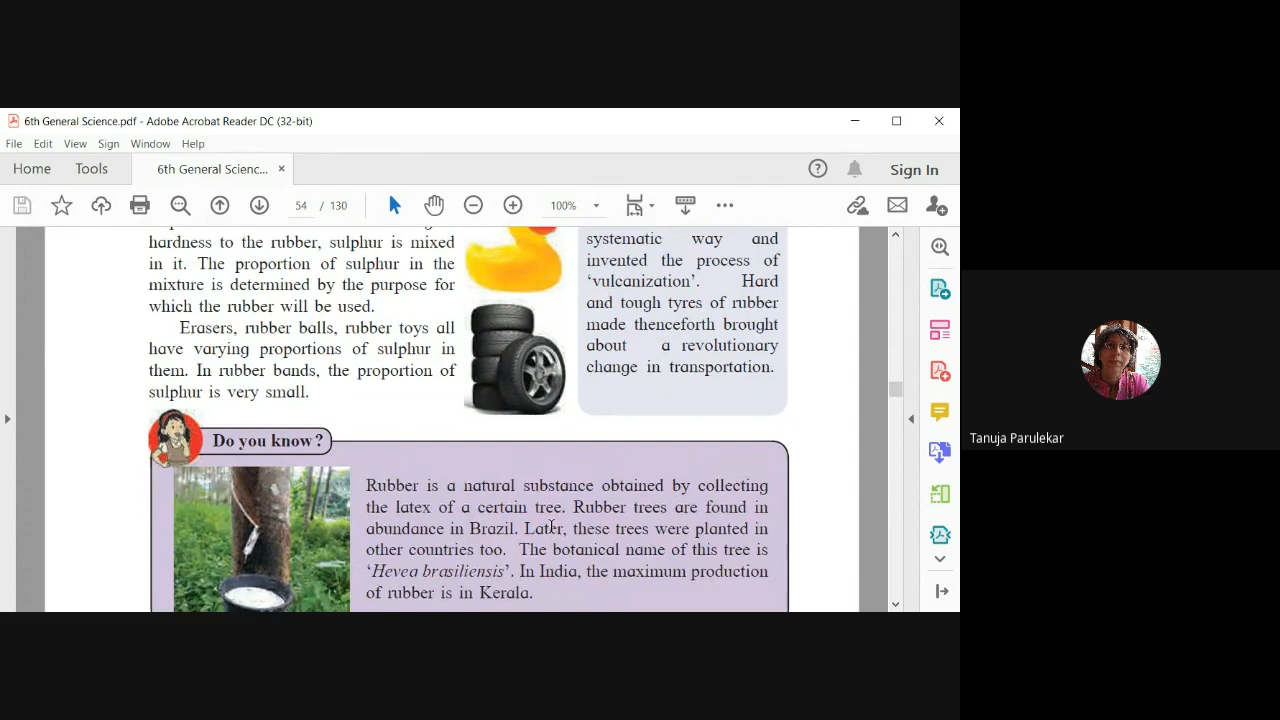 6th General Science.pdf - Adobe Acrobat Reader DC (32-bit)
File Edit View Sign Window Help
Home Tools 6th General Scienc... × Sign In
54 / 130 100%
hardness to the rubber, sulphur is mixed
in it. The proportion of sulphur in the
mixture is determined by the purpose for
which the rubber will be used.
Erasers, rubber balls, rubber toys all
have varying proportions of sulphur in
them. In rubber bands, the proportion of
sulphur is very small.
systematic way and
invented the process of
‘vulcanization’. Hard
and tough tyres of rubber
made thenceforth brought
about a revolutionary
change in transportation.
Do you know?
Rubber is a natural substance obtained by collecting
the latex of a certain tree. Rubber trees are found in
abundance in Brazil. Later, these trees were planted in
other countries too. The botanical name of this tree is
‘Hevea brasiliensis’. In India, the maximum production
of rubber is in Kerala.
Tanuja Parulekar